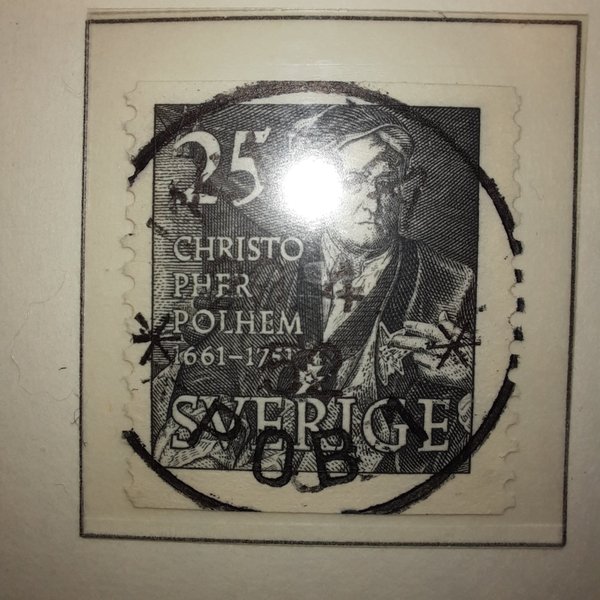 25
CHRISTO
PHER
POLHEM
1661-1751
SVERIGE